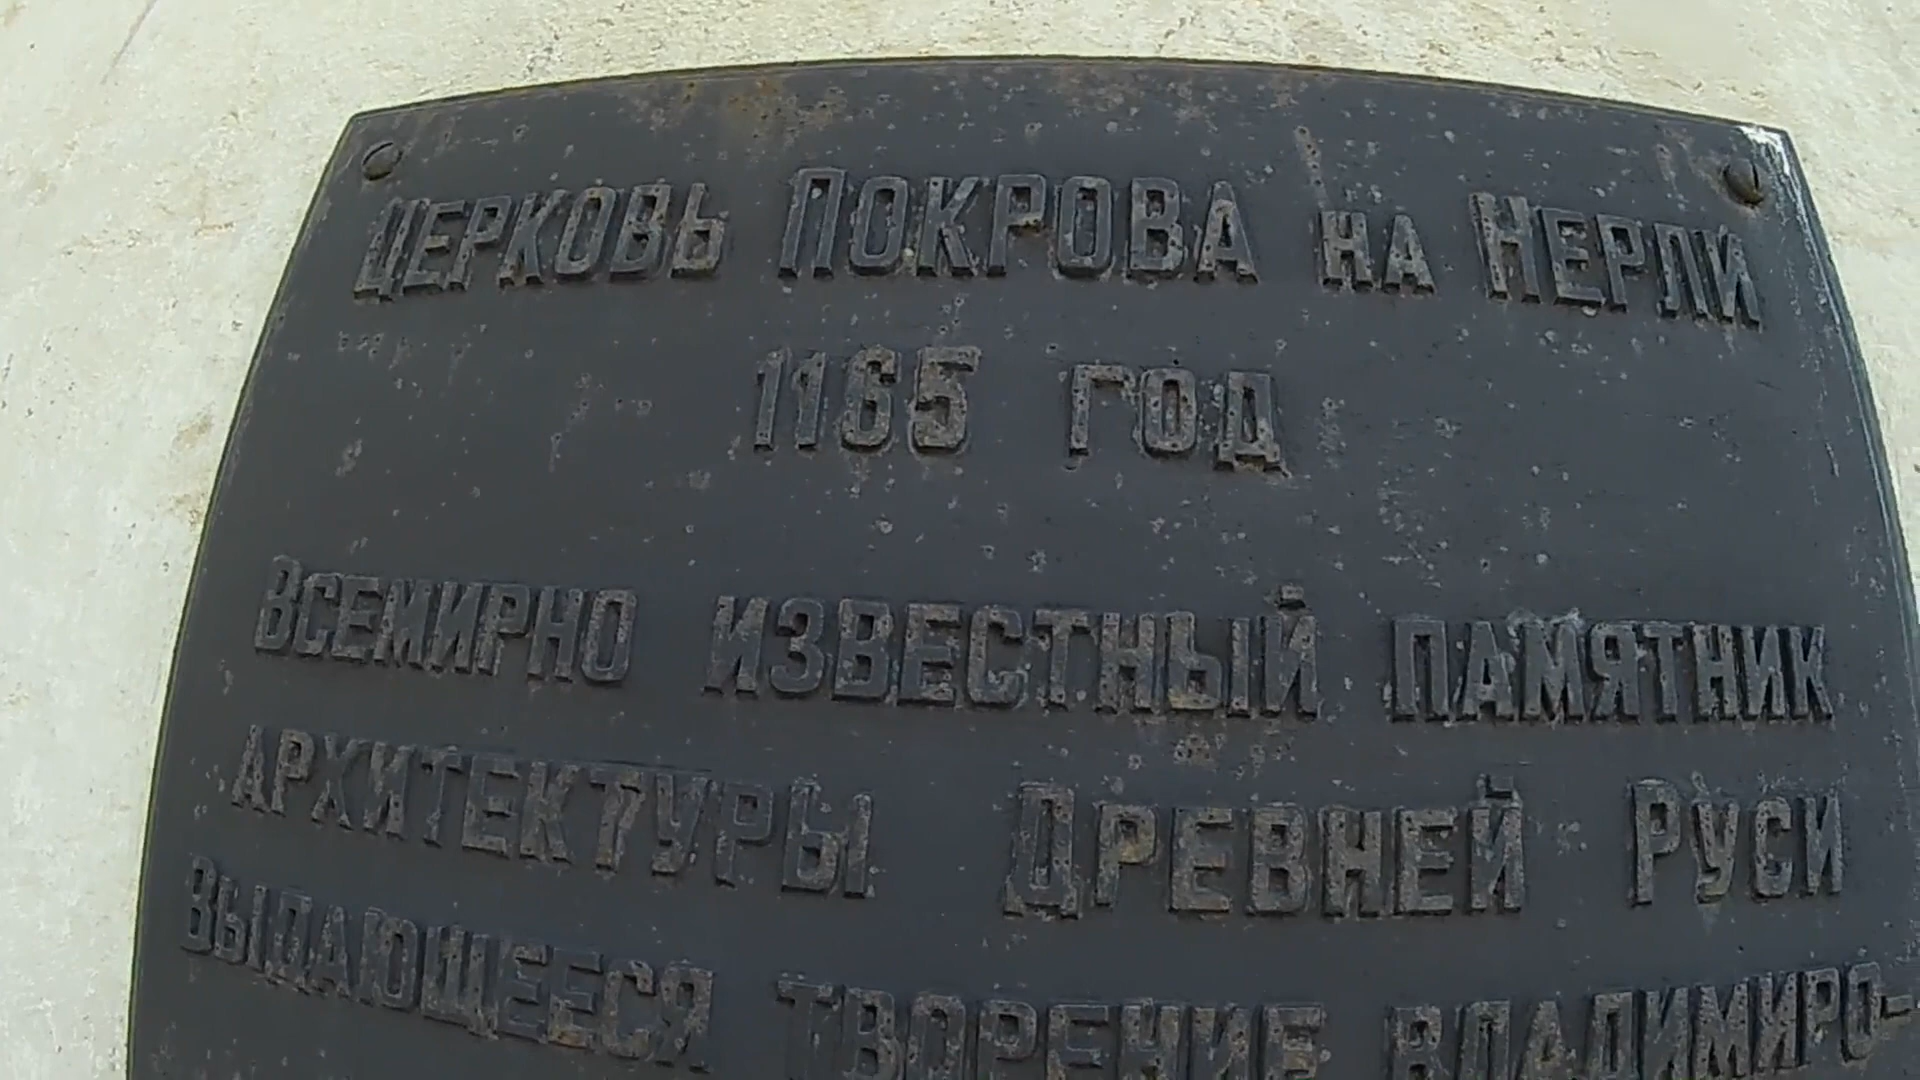 Церковь Покрова на Нерли
1165 год
Всемирно известный памятник
архитектуры Древней Руси
Выдающееся творение владимиро-